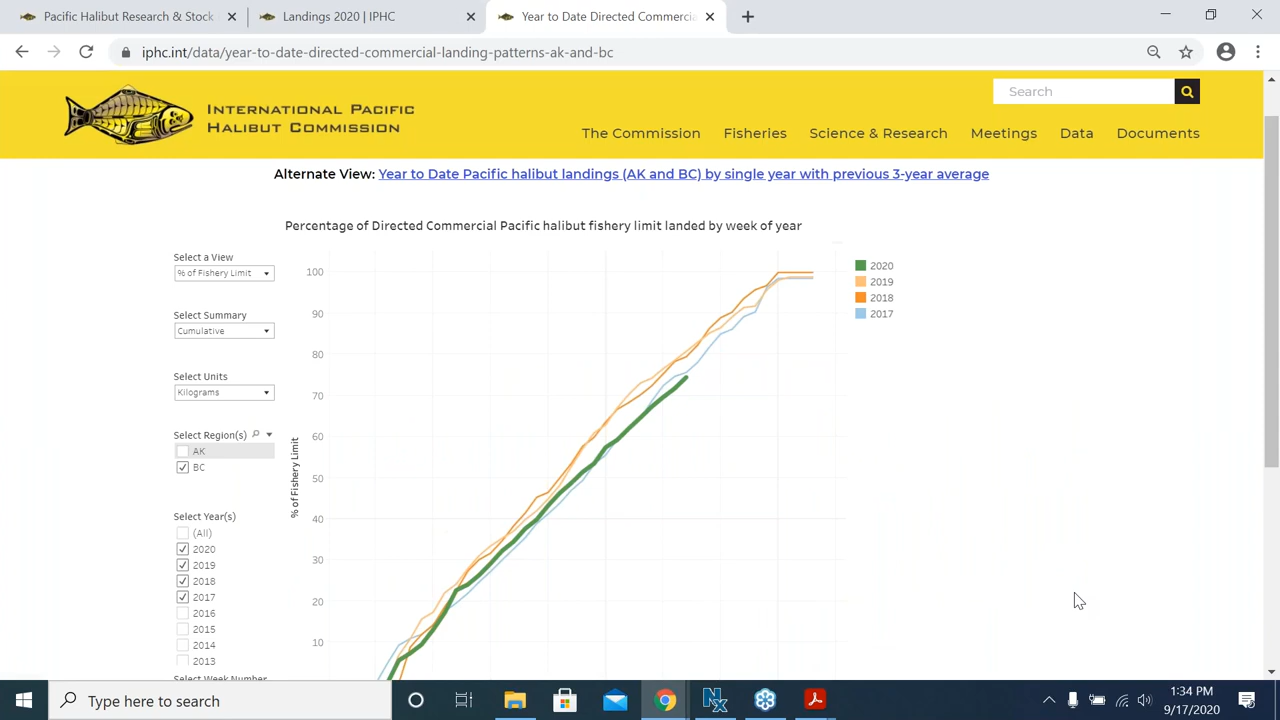 Pacific Halibut Research & Stock
Landings 2020 | IPHC
Year to Date Directed Commercia
iphc.int/data/year-to-date-directed-commercial-landing-patterns-ak-and-bc
INTERNATIONAL PACIFIC
HALIBUT COMMISSION
Search
The Commission Fisheries Science & Research Meetings Data Documents
Alternate View: Year to Date Pacific halibut landings (AK and BC) by single year with previous 3-year average
Percentage of Directed Commercial Pacific halibut fishery limit landed by week of year
Select a View
% of Fishery Limit
Select Summary
Cumulative
Select Units
Kilograms
Select Region(s)
AK
BC
Select Year(s)
(All)
2020
2019
2018
2017
2016
2015
2014
2013
Select Week Number
% of Fishery Limit
100
90
80
70
60
50
40
30
20
10
2020
2019
2018
2017
Type here to search
1:34 PM
9/17/2020